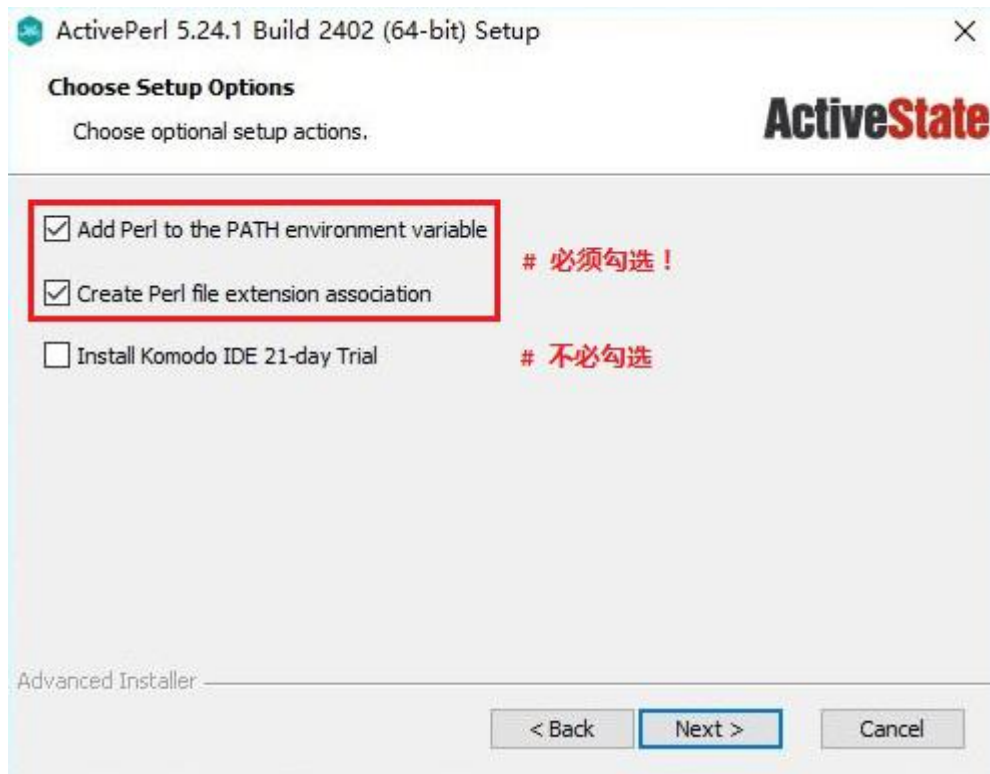 ActivePerl 5.24.1 Build 2402 (64-bit) Setup
Choose Setup Options
Choose optional setup actions.
ActiveState
Add Perl to the PATH environment variable
# 必须勾选！
Create Perl file extension association
Install Komodo IDE 21-day Trial
# 不必勾选
Advanced Installer
< Back
Next >
Cancel